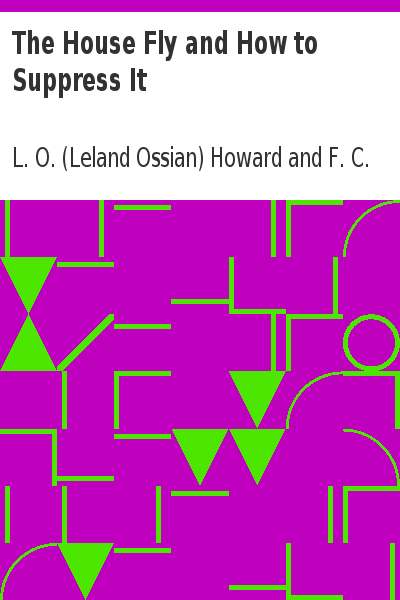 The House Fly and How to
Suppress It
L. O. (Leland Ossian) Howard and F. C.